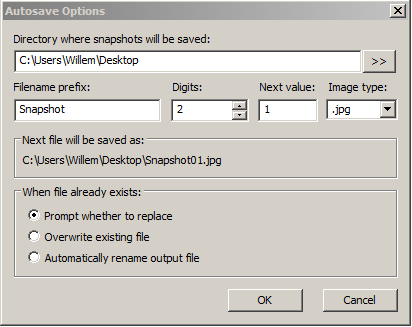 Autosave Options
Directory where snapshots will be saved:
C:\Users\Willem\Desktop >>
Filename prefix: Digits: Next value: Image type:
Snapshot 2 1 .jpg
Next file will be saved as:
C:\Users\Willem\Desktop\Snapshot01.jpg
When file already exists:
Prompt whether to replace
Overwrite existing file
Automatically rename output file
OK Cancel